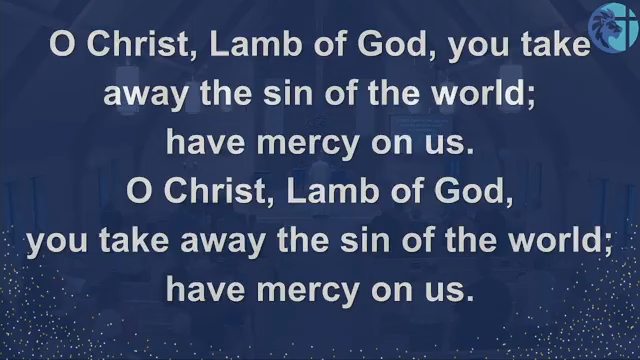 O Christ, Lamb of God, you take
away the sin of the world;
have mercy on us.
O Christ, Lamb of God,
you take away the sin of the world;
have mercy on us.